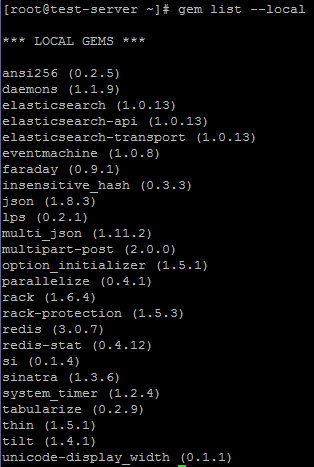 [root@test-server ~]# gem list --local
*** LOCAL GEMS ***
ansi256 (0.2.5)
daemons (1.1.9)
elasticsearch (1.0.13)
elasticsearch-api (1.0.13)
elasticsearch-transport (1.0.13)
eventmachine (1.0.8)
faraday (0.9.1)
insensitive_hash (0.3.3)
json (1.8.3)
lps (0.2.1)
multi_json (1.11.2)
multipart-post (2.0.0)
option_initializer (1.5.1)
parallelize (0.4.1)
rack (1.6.4)
rack-protection (1.5.3)
redis (3.0.7)
redis-stat (0.4.12)
si (0.1.4)
sinatra (1.3.6)
system_timer (1.2.4)
tabularize (0.2.9)
thin (1.5.1)
tilt (1.4.1)
unicode-display_width (0.1.1)